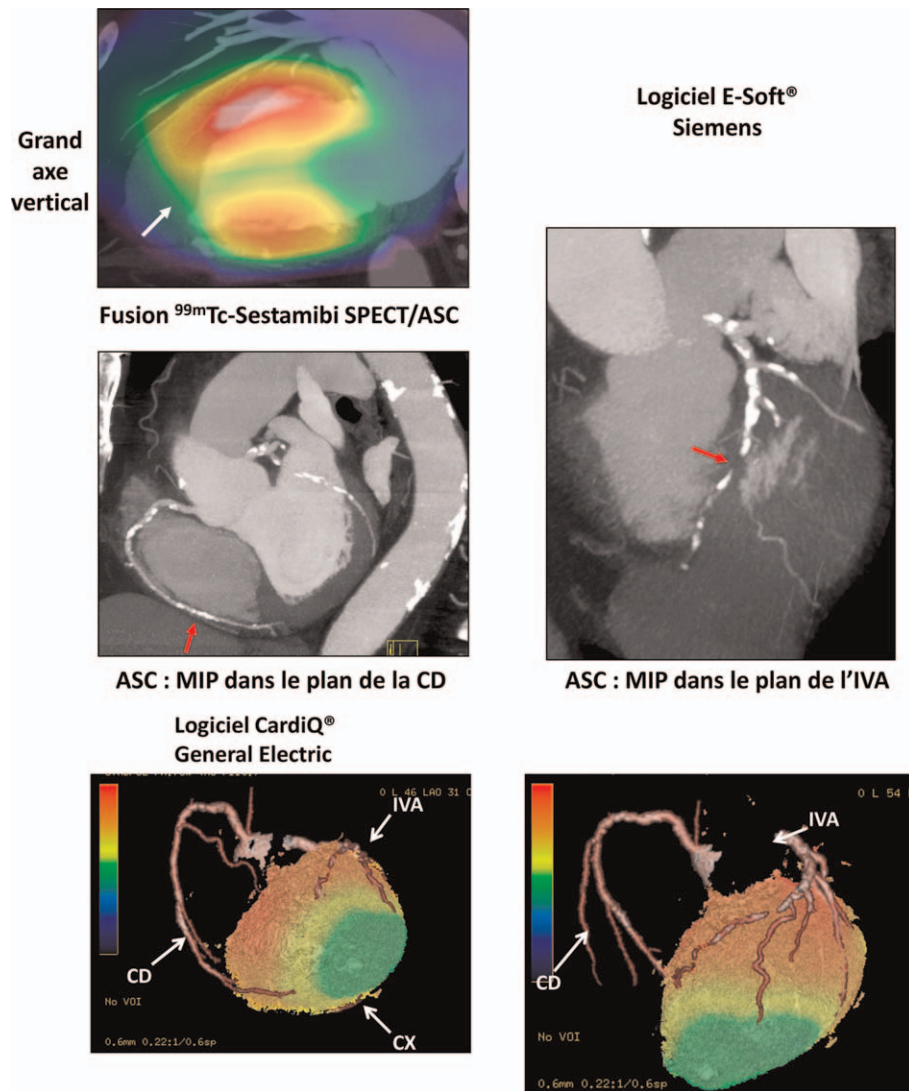 Logiciel E-Soft®
Siemens
Grand
axe
vertical
Fusion ⁹⁹ᵐTc-Sestamibi SPECT/ASC
ASC : MIP dans le plan de la CD
ASC : MIP dans le plan de l’IVA
Logiciel CardiQ®
General Electric
O L 46 LAO 31 C
IVA
CD
No VOI
CX
0.6mm 0.22:1/0.6sp
O L 54
IVA
CD
No VOI
0.6mm 0.22:1/0.6sp